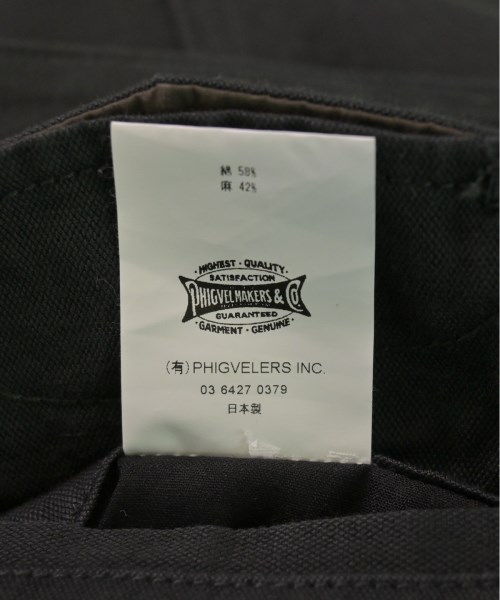 綿 58%
麻 42%
· HIGHEST · QUALITY ·
SATISFACTION
PHIGVEL MAKERS & Co.
GUARANTEED
· GARMENT · GENUINE ·
(有) PHIGVELERS INC.
03 6427 0379
日本製